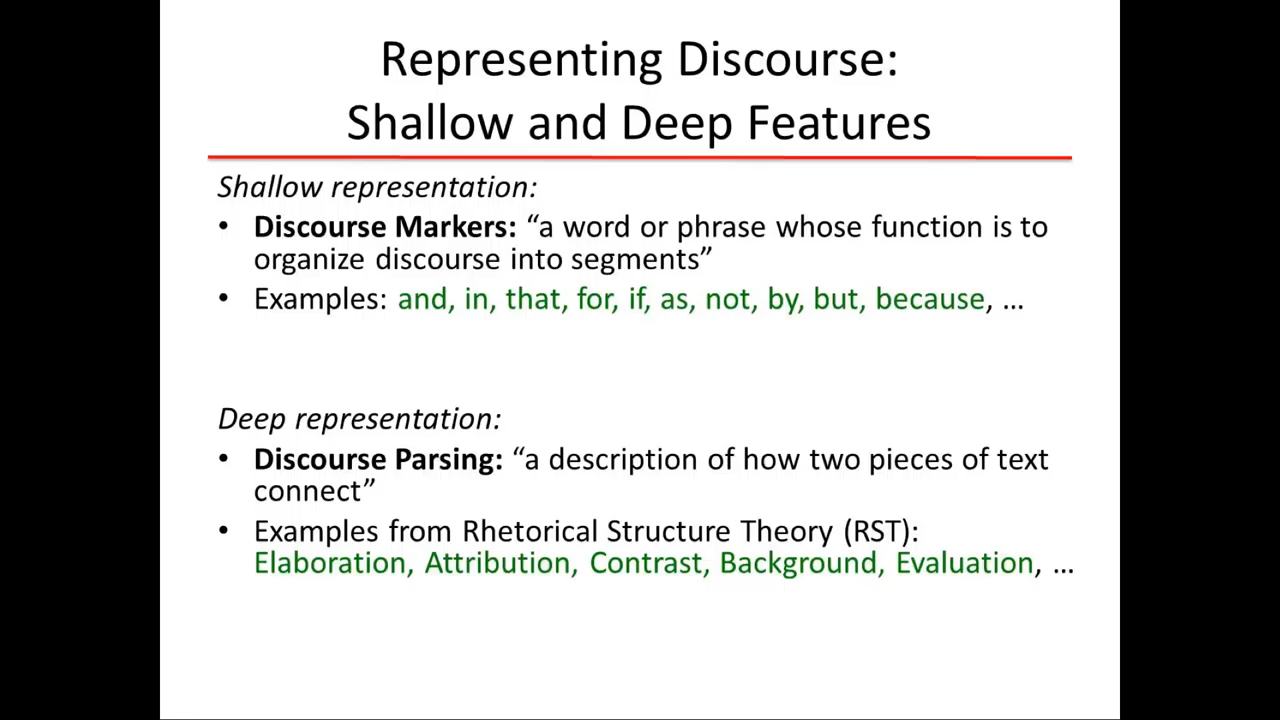 Representing Discourse:
Shallow and Deep Features
Shallow representation:
• Discourse Markers: “a word or phrase whose function is to
organize discourse into segments”
• Examples: and, in, that, for, if, as, not, by, but, because, ...
Deep representation:
• Discourse Parsing: “a description of how two pieces of text
connect”
• Examples from Rhetorical Structure Theory (RST):
Elaboration, Attribution, Contrast, Background, Evaluation, ...